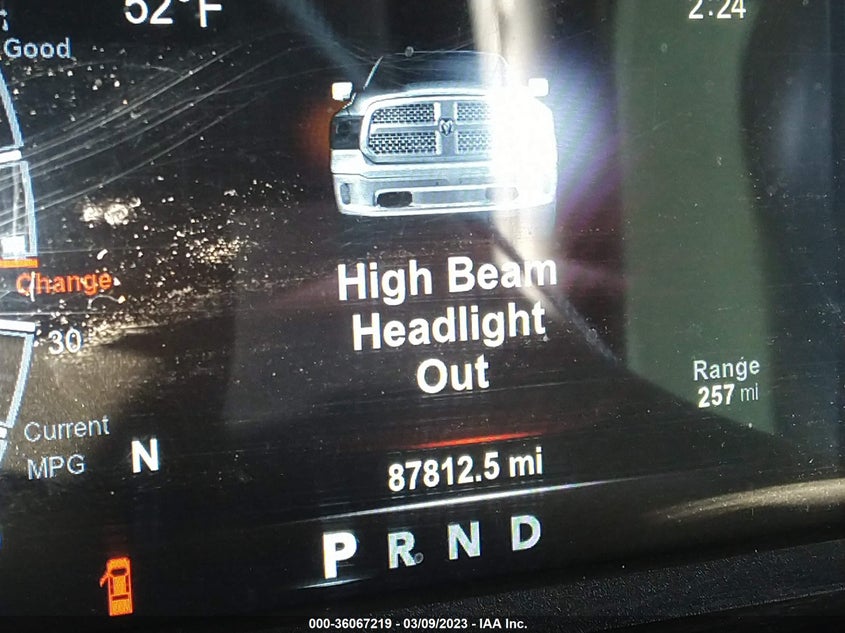 52°F
2:24
Good
High Beam
Headlight
Out
Change
30
Range
257 mi
Current
MPG
N
87812.5 mi
P R N D
000-36067219 - 03/09/2023 - IAA Inc.